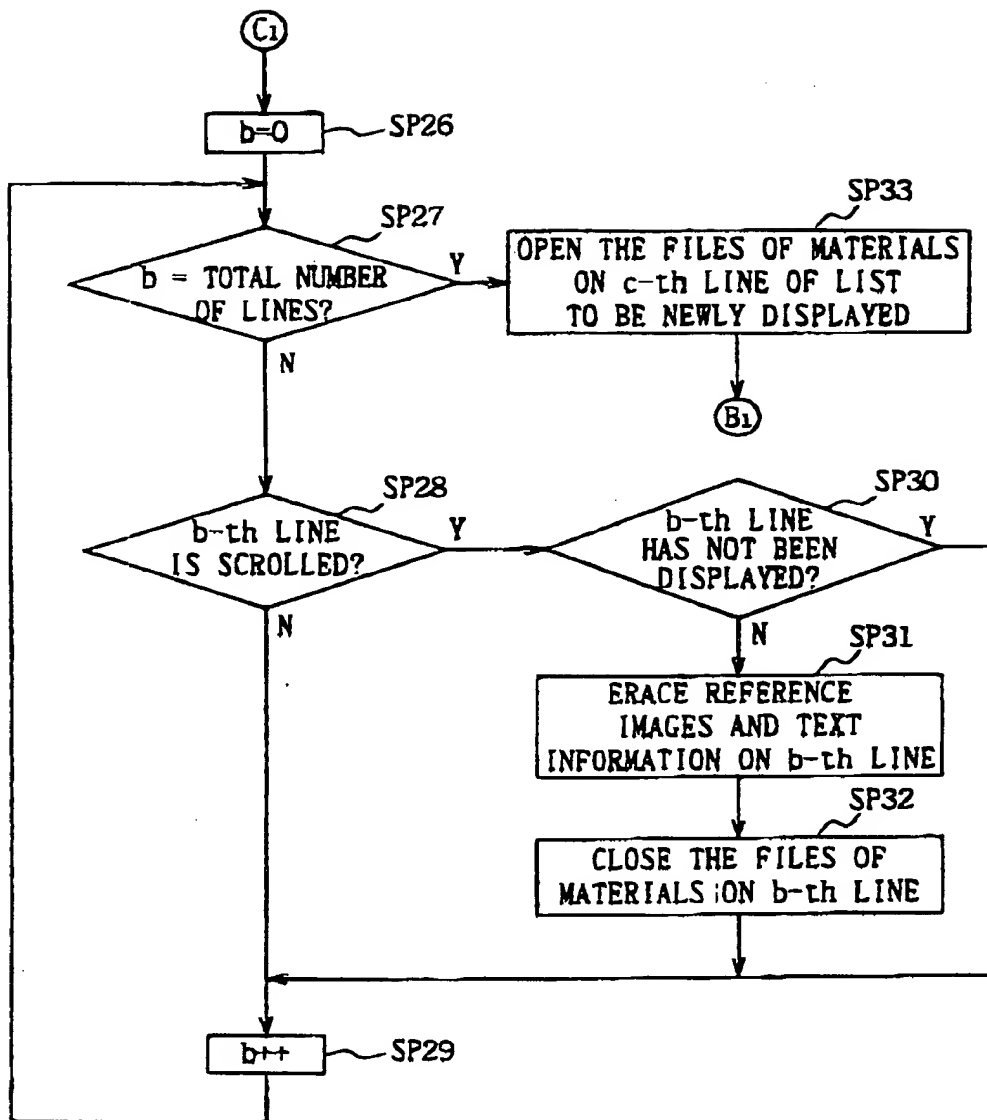 C1
b=0
SP26
SP27
b = TOTAL NUMBER
OF LINES?
Y
N
SP33
OPEN THE FILES OF MATERIALS
ON c-th LINE OF LIST
TO BE NEWLY DISPLAYED
B1
SP28
b-th LINE
IS SCROLLED?
Y
N
SP30
b-th LINE
HAS NOT BEEN
DISPLAYED?
Y
N
SP31
ERACE REFERENCE
IMAGES AND TEXT
INFORMATION ON b-th LINE
SP32
CLOSE THE FILES OF
MATERIALS ON b-th LINE
b++
SP29